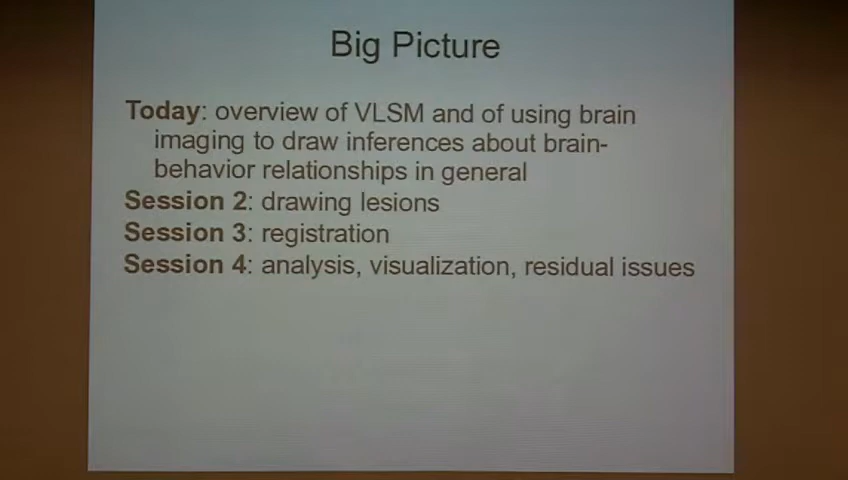 Big Picture
Today: overview of VLSM and of using brain
imaging to draw inferences about brain-
behavior relationships in general
Session 2: drawing lesions
Session 3: registration
Session 4: analysis, visualization, residual issues